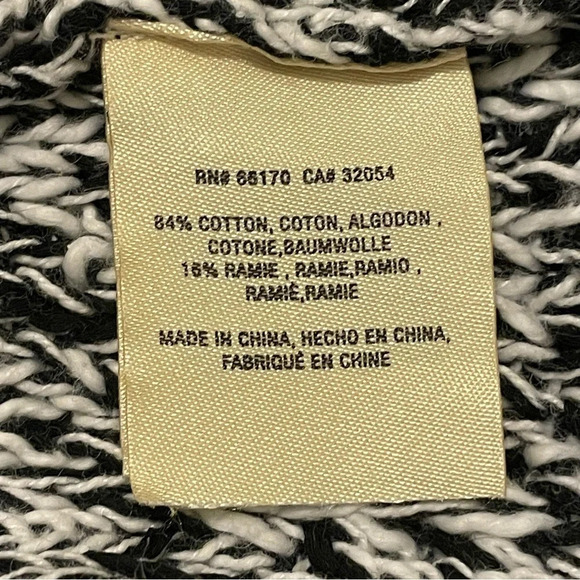 RN# 66170 CA# 32054
84% COTTON, COTON, ALGODON ,
COTONE,BAUMWOLLE
16% RAMIE , RAMIE,RAMIO ,
RAMIÈ,RAMIE
MADE IN CHINA, HECHO EN CHINA,
FABRIQUÉ EN CHINE